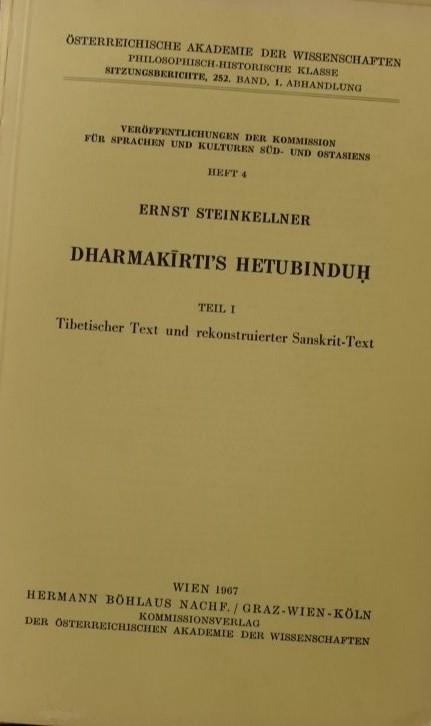 ÖSTERREICHISCHE AKADEMIE DER WISSENSCHAFTEN
PHILOSOPHISCH-HISTORISCHE KLASSE
SITZUNGSBERICHTE, 252. BAND, 1. ABHANDLUNG
VERÖFFENTLICHUNGEN DER KOMMISSION
FÜR SPRACHEN UND KULTUREN SÜD- UND OSTASIENS
HEFT 4
ERNST STEINKELLNER
DHARMAKĪRTI'S HETUBINDUḤ
TEIL I
Tibetischer Text und rekonstruierter Sanskrit-Text
WIEN 1967
HERMANN BÖHLAUS NACHF. / GRAZ-WIEN-KÖLN
KOMMISSIONSVERLAG
DER ÖSTERREICHISCHEN AKADEMIE DER WISSENSCHAFTEN